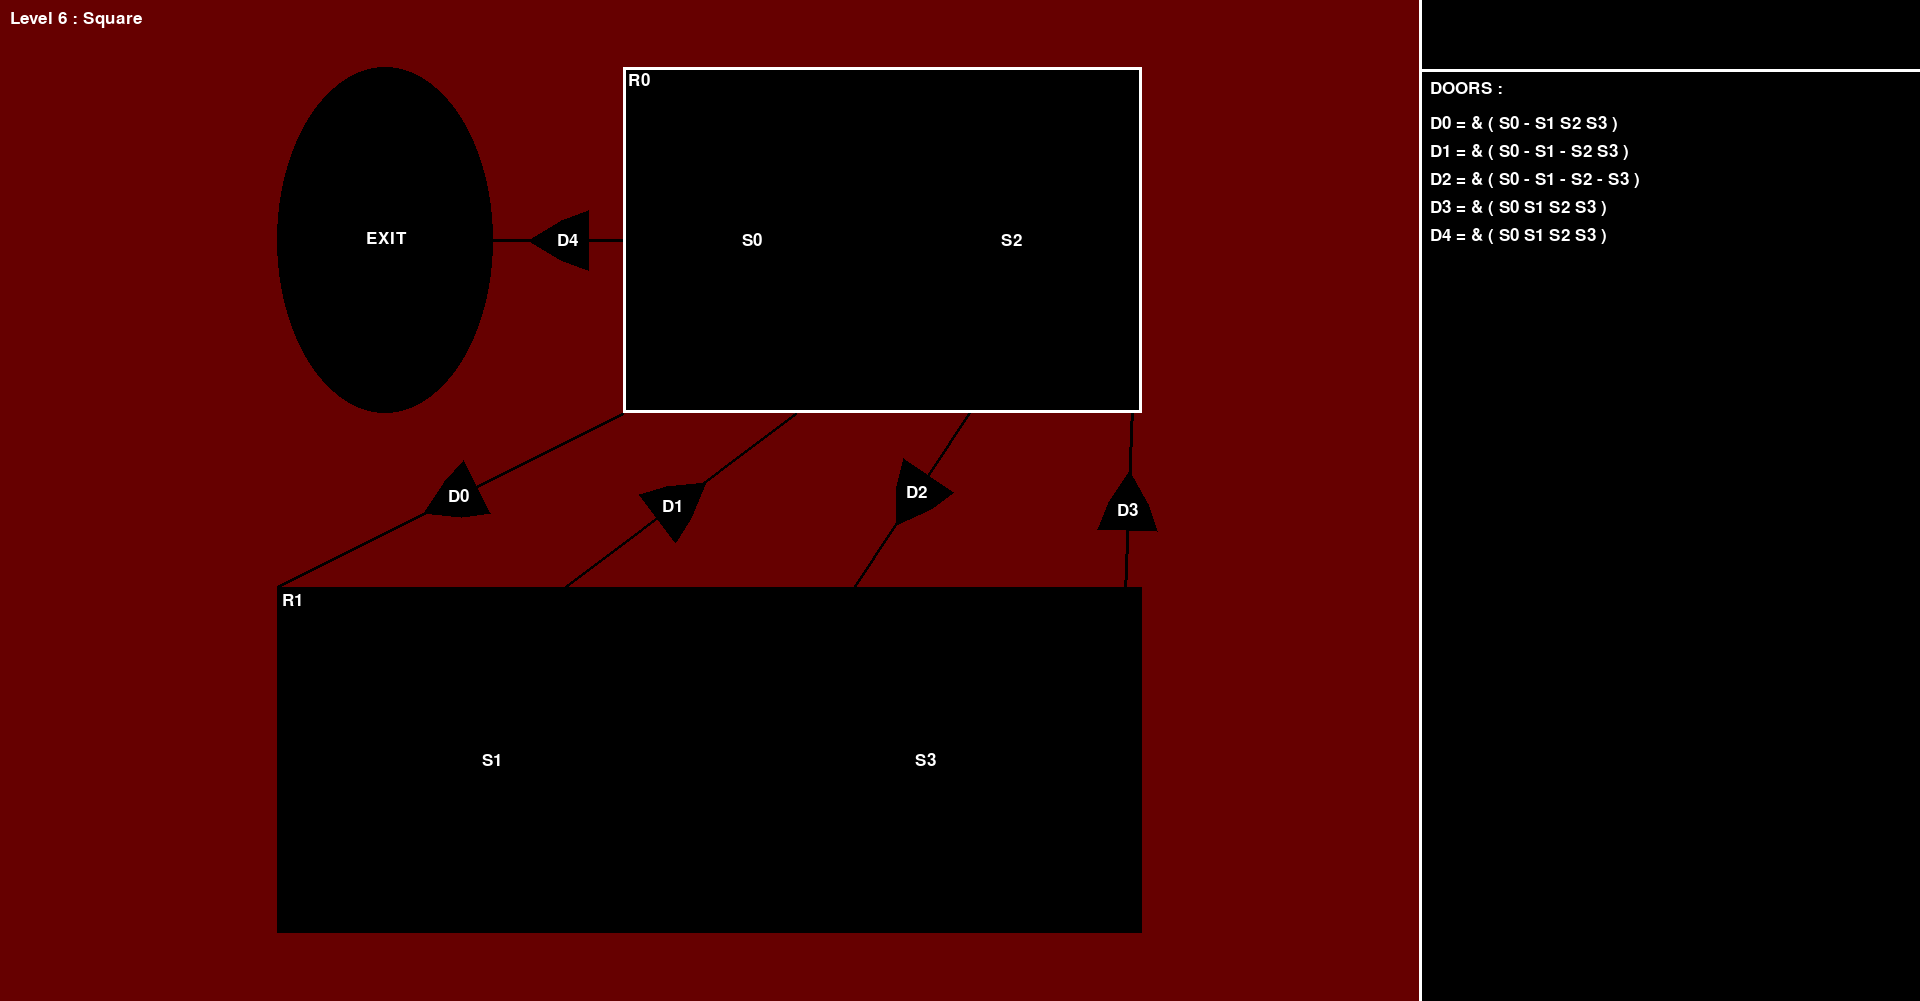 Level 6 : Square
R0
DOORS :
D0 = & ( S0 - S1 S2 S3 )
D1 = & ( S0 - S1 - S2 S3 )
D2 = & ( S0 - S1 - S2 - S3 )
D3 = & ( S0 S1 S2 S3 )
D4 = & ( S0 S1 S2 S3 )
EXIT
D4
S0
S2
D0
D1
D2
D3
R1
S1
S3